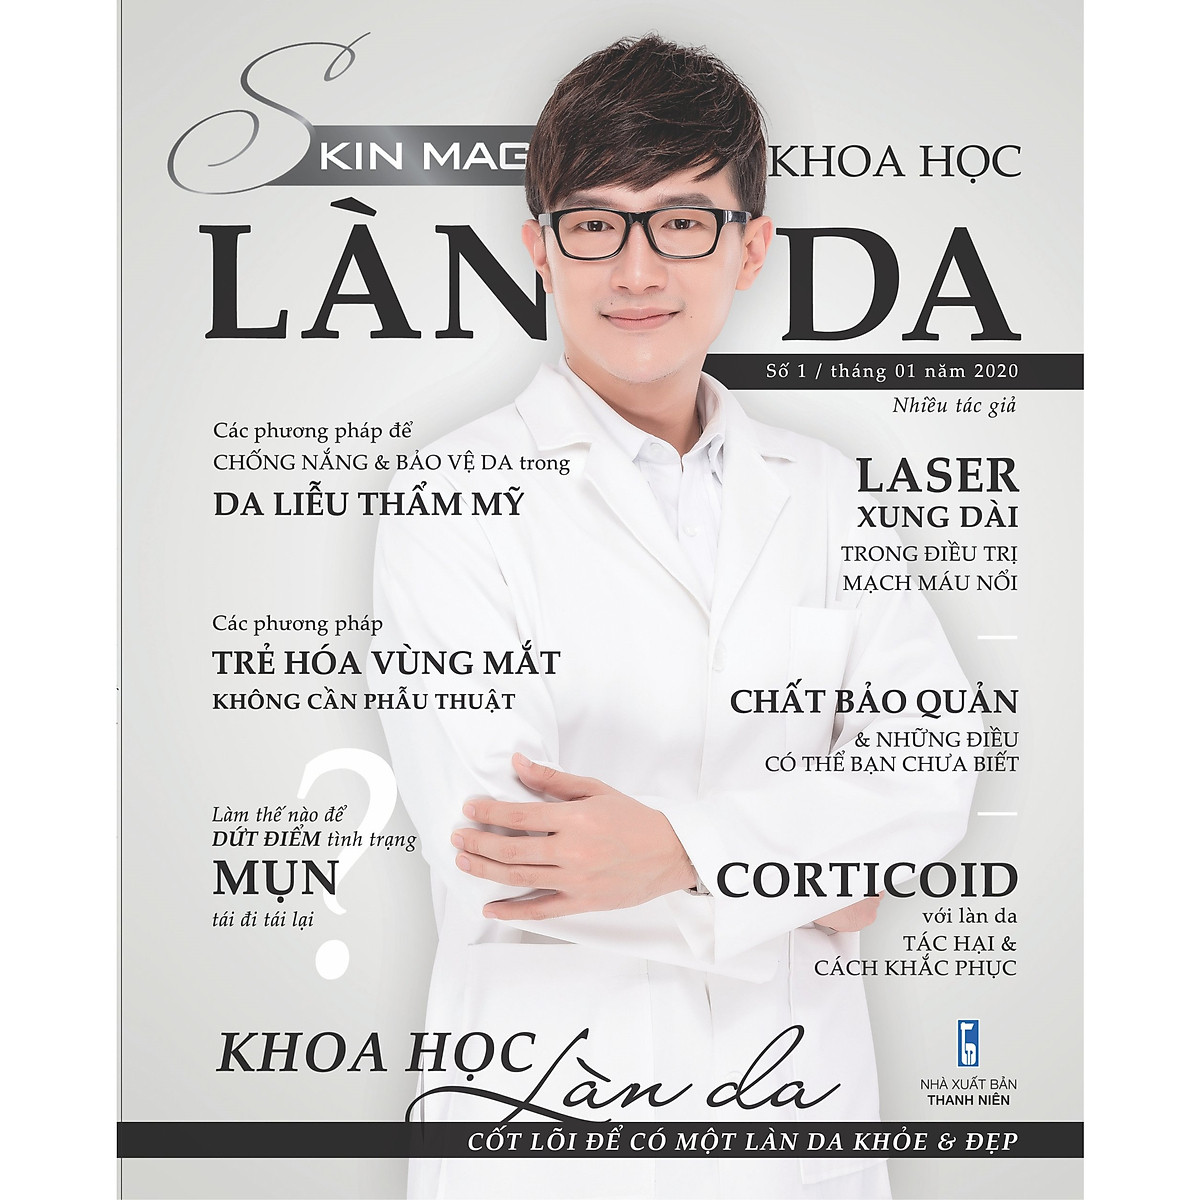 SKIN MAG
KHOA HỌC
LÀN DA
Số 1 / tháng 01 năm 2020
Nhiều tác giả
Các phương pháp để
CHỐNG NẮNG & BẢO VỆ DA trong
DA LIỄU THẨM MỸ
LASER
XUNG DÀI
TRONG ĐIỀU TRỊ
MẠCH MÁU NỔI
Các phương pháp
TRẺ HÓA VÙNG MẮT
KHÔNG CẦN PHẪU THUẬT
CHẤT BẢO QUẢN
& NHỮNG ĐIỀU
CÓ THỂ BẠN CHƯA BIẾT
?
Làm thế nào để
DỨT ĐIỂM tình trạng
MỤN
tái đi tái lại
CORTICOID
với làn da
TÁC HẠI &
CÁCH KHẮC PHỤC
KHOA HỌC Làn da
NHÀ XUẤT BẢN
THANH NIÊN
CỐT LÕI ĐỂ CÓ MỘT LÀN DA KHỎE & ĐẸP